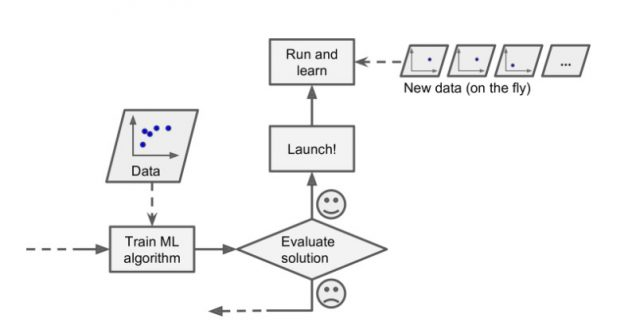 Run and
learn
New data (on the fly)
...
Launch!
Data
Train ML
algorithm
Evaluate
solution